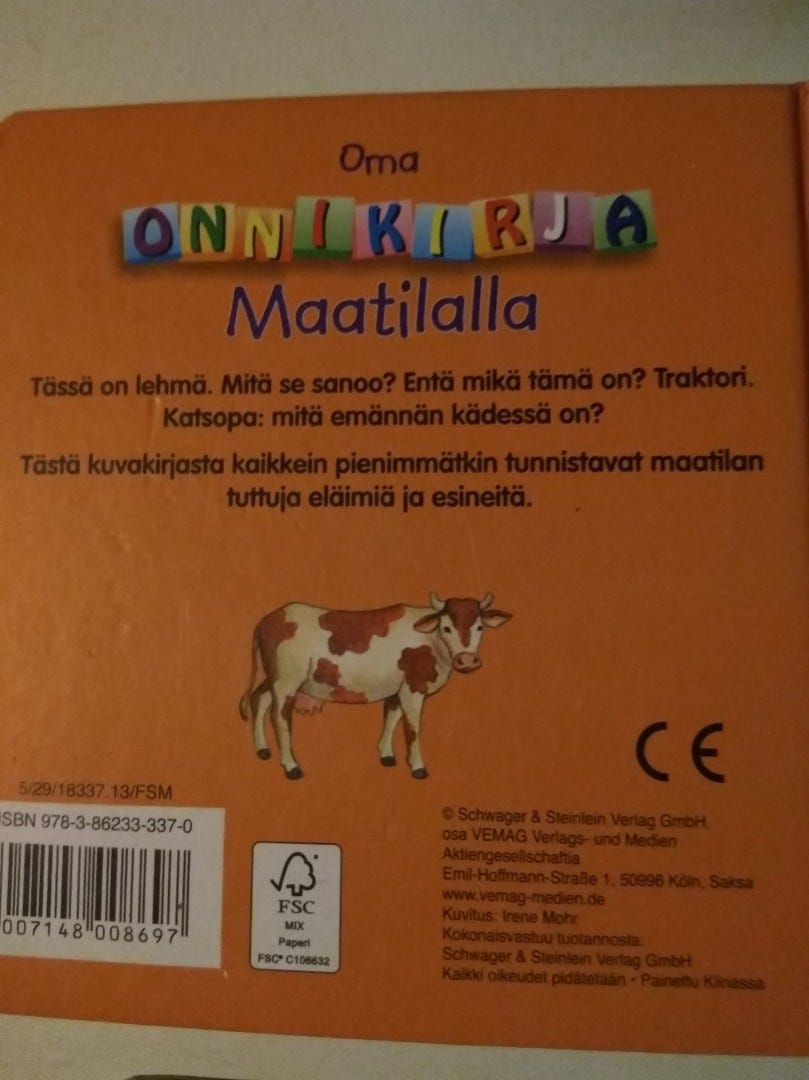 Oma
ONNIKIRJA
Maatilalla
Tässä on lehmä. Mitä se sanoo? Entä mikä tämä on? Traktori.
Katsopa: mitä emännän kädessä on?
Tästä kuvakirjasta kaikkein pienimmätkin tunnistavat maatilan
tuttuja eläimiä ja esineitä.
CE
5/29/18337.13/FSM
ISBN 978-3-86233-337-0
007148 008697
FSC
MIX
Paperi
FSC® C106632
© Schwager & Steinlein Verlag GmbH,
osa VEMAG Verlags- und Medien
Aktiengesellschaftia
Emil-Hoffmann-Straße 1, 50996 Köln, Saksa
www.vemag-medien.de
Kuvitus: Irene Mohr
Kokonaisvastuu tuotannosta:
Schwager & Steinlein Verlag GmbH
Kaikki oikeudet pidätetään • Painettu Kiinassa